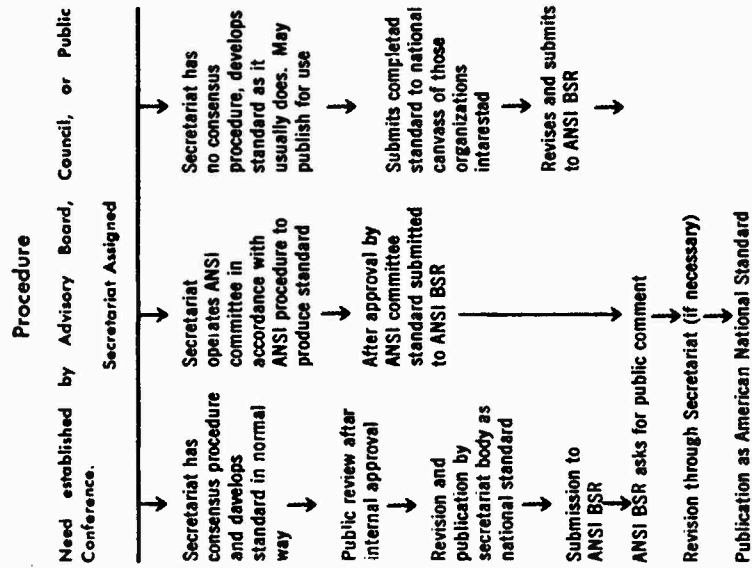 Procedure
Need established by Advisory Board, Council, or Public
Conference.
Secretariat Assigned
Secretariat has
consensus procedure
and davelops
standard in normal
way
Public review after
internal approval
Revision and
publication by
secretariat body as
national standard
Submission to
ANSI BSR
Secretariat
opeiates ANSI
committee in
accordance with
ANSI procedure to
produce standard
After approval by
ANSI committee
standard submitted
to ANSI BSR
Secretariat has
no consensus
procedure, develops
standard as it
usually does. May
publish for use
Submits completad
standard to national
canvass of those
organizations
intarestad
Revises and submits
to ANSI BSR
ANSI BSR asks for public comment
Revision through Secretariat (if necessary)
Publication as American National Standard